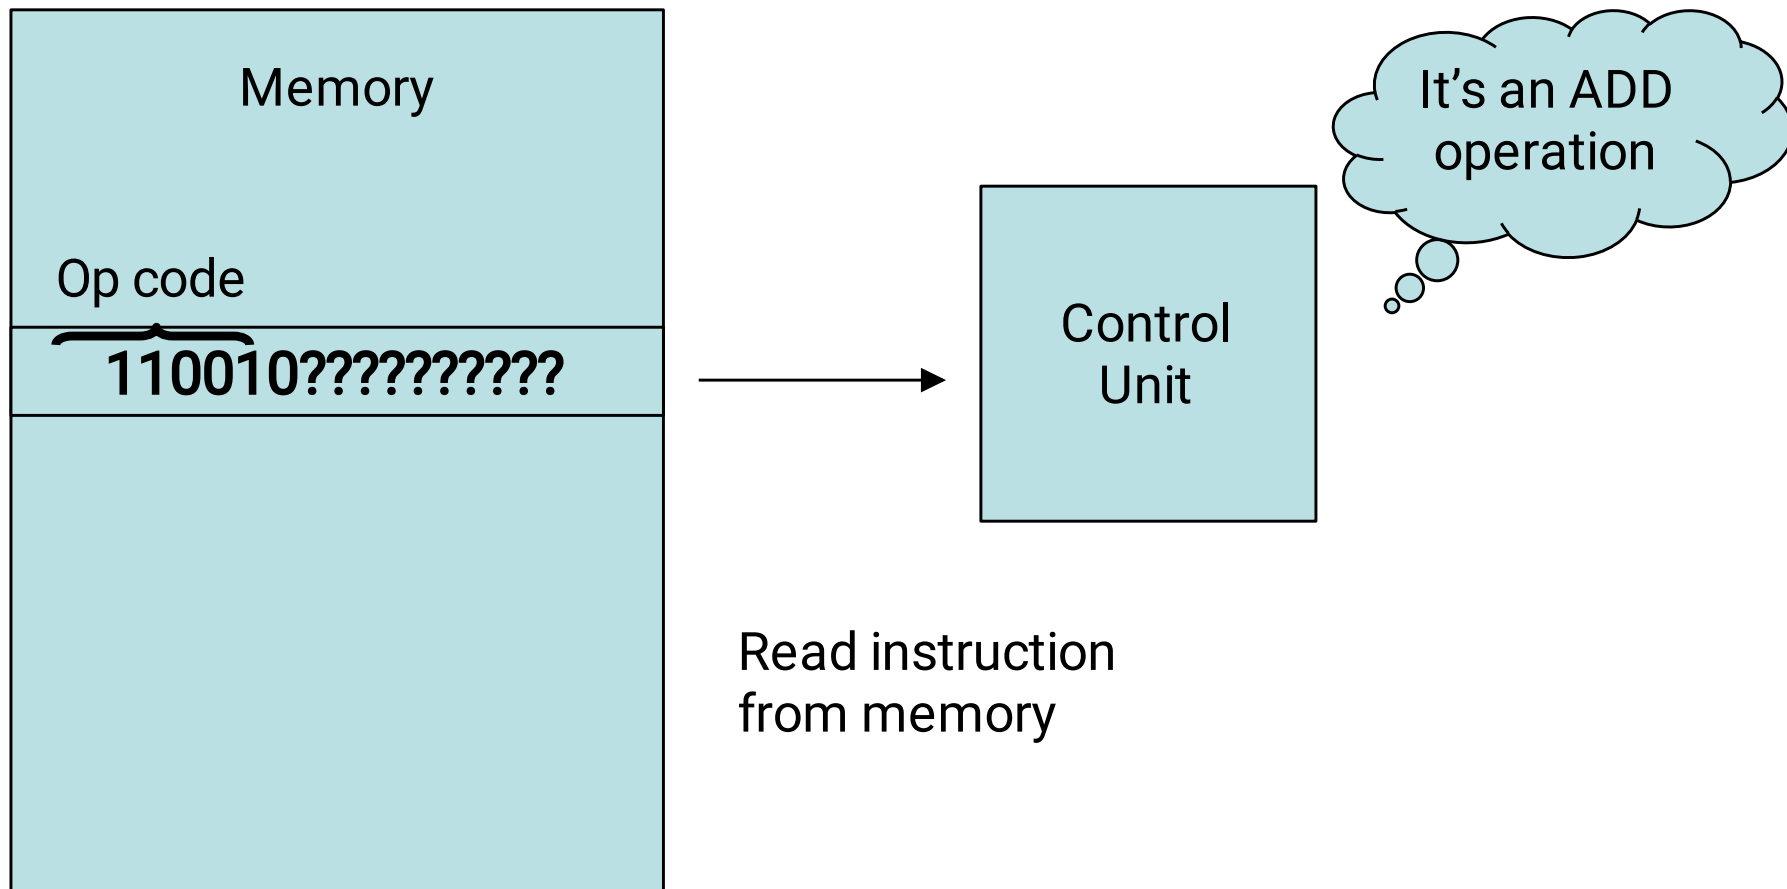 Memory
It’s an ADD
operation
Op code
110010??????????
Control
Unit
Read instruction
from memory